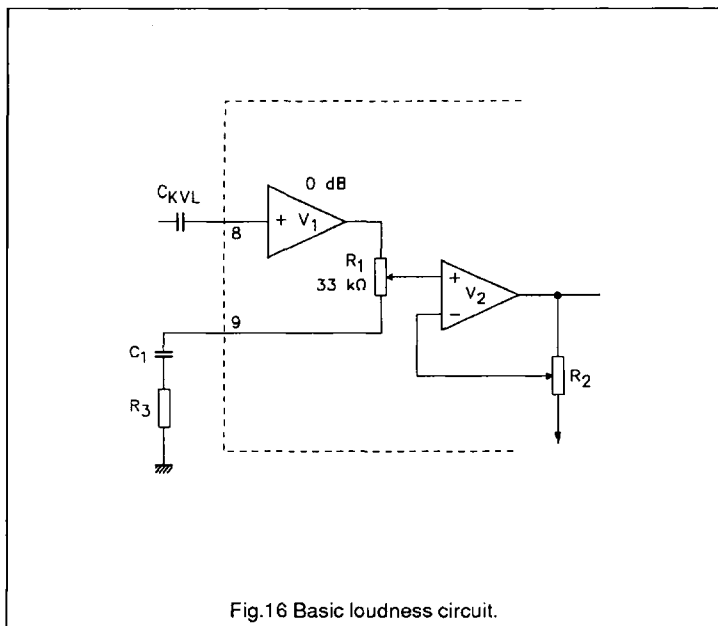 0 dB
C_KVL
8
+ V_1
R_1
33 kΩ
+
V_2
−
9
C_1
R_2
R_3
Fig.16 Basic loudness circuit.